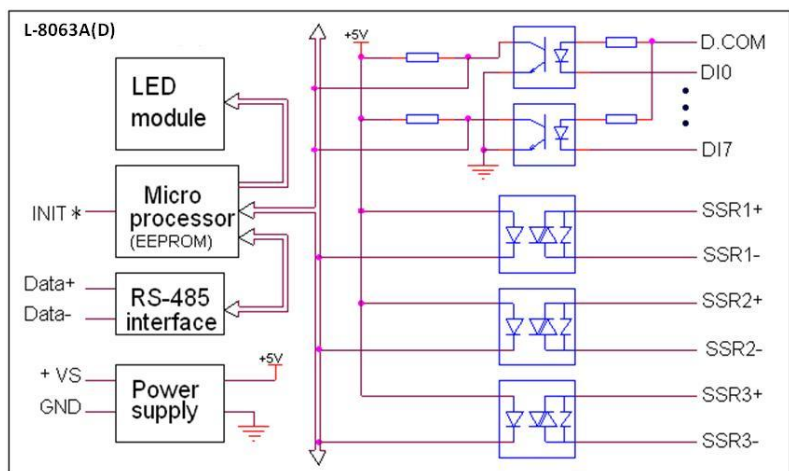 L-8063A(D)
LED
module
INIT *
Micro
processor
(EEPROM)
Data+
Data-
RS-485
interface
+ VS
GND
Power
supply
+5V
+5V
D.COM
DI0
DI7
SSR1+
SSR1-
SSR2+
SSR2-
SSR3+
SSR3-